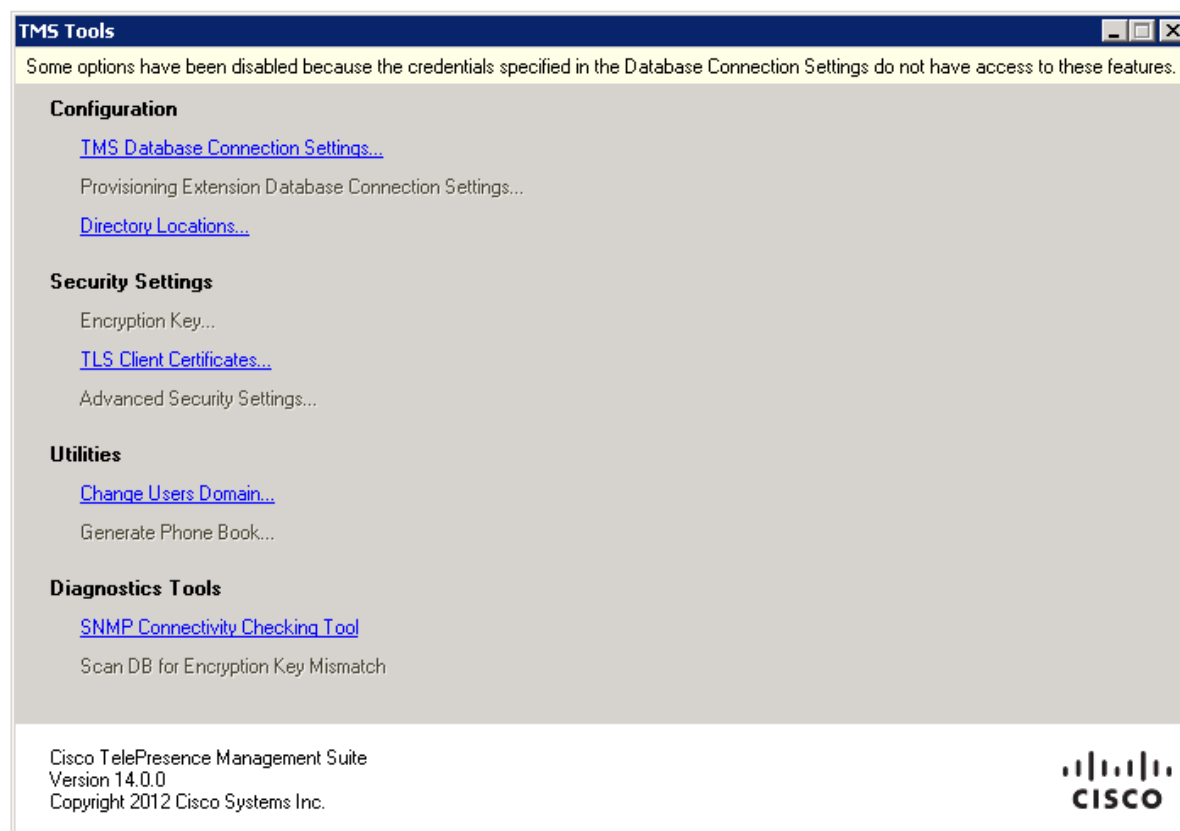 TMS Tools
Some options have been disabled because the credentials specified in the Database Connection Settings do not have access to these features.
Configuration
TMS Database Connection Settings...
Provisioning Extension Database Connection Settings...
Directory Locations...
Security Settings
Encryption Key...
TLS Client Certificates...
Advanced Security Settings...
Utilities
Change Users Domain...
Generate Phone Book...
Diagnostics Tools
SNMP Connectivity Checking Tool
Scan DB for Encryption Key Mismatch
Cisco TelePresence Management Suite
Version 14.0.0
Copyright 2012 Cisco Systems Inc.
CISCO